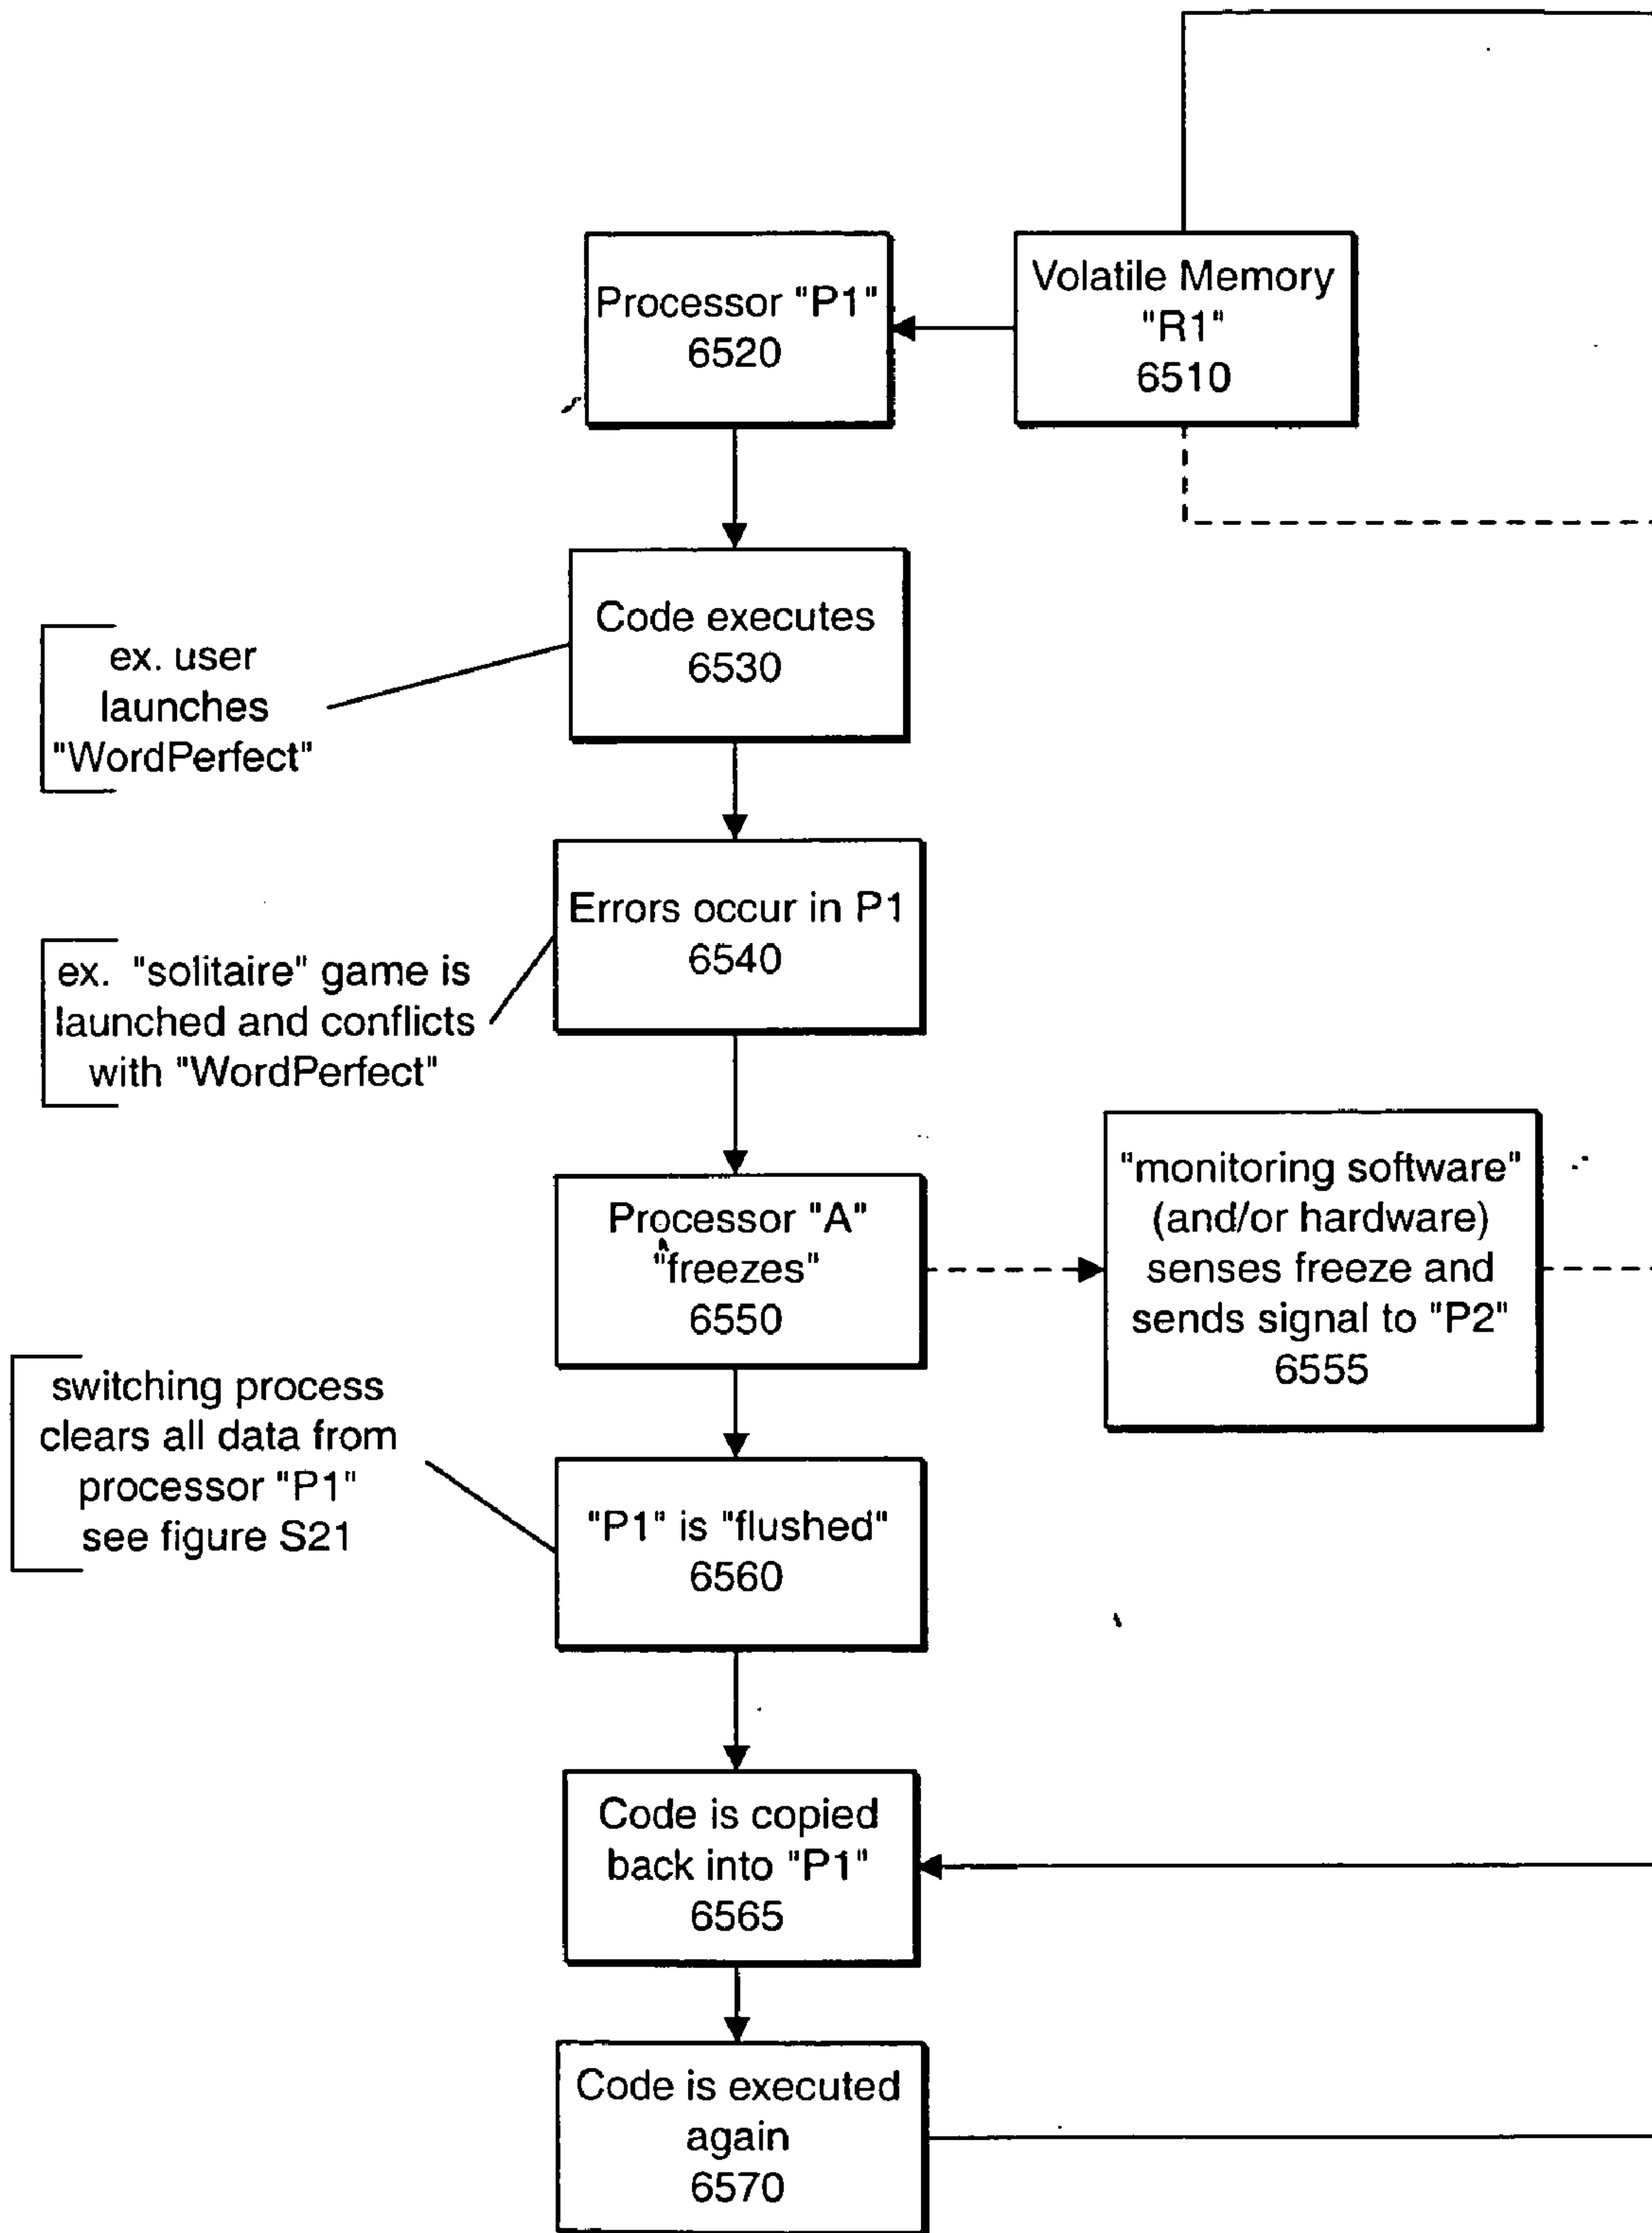 Processor "P1"
6520
Volatile Memory
"R1"
6510
Code executes
6530
ex. user
launches
"WordPerfect"
Errors occur in P1
6540
ex. "solitaire" game is
launched and conflicts
with "WordPerfect"
Processor "A"
"freezes"
6550
"monitoring software"
(and/or hardware)
senses freeze and
sends signal to "P2"
6555
switching process
clears all data from
processor "P1"
see figure S21
"P1" is "flushed"
6560
Code is copied
back into "P1"
6565
Code is executed
again
6570